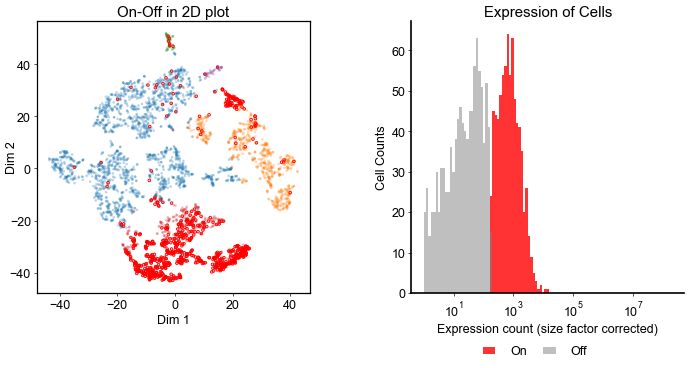 On-Off in 2D plot
Dim 2
40
20
0
−20
−40
−40 −20 0 20 40
Dim 1
Expression of Cells
Cell Counts
60
50
40
30
20
10
0
10^1 10^3 10^5 10^7
Expression count (size factor corrected)
On Off